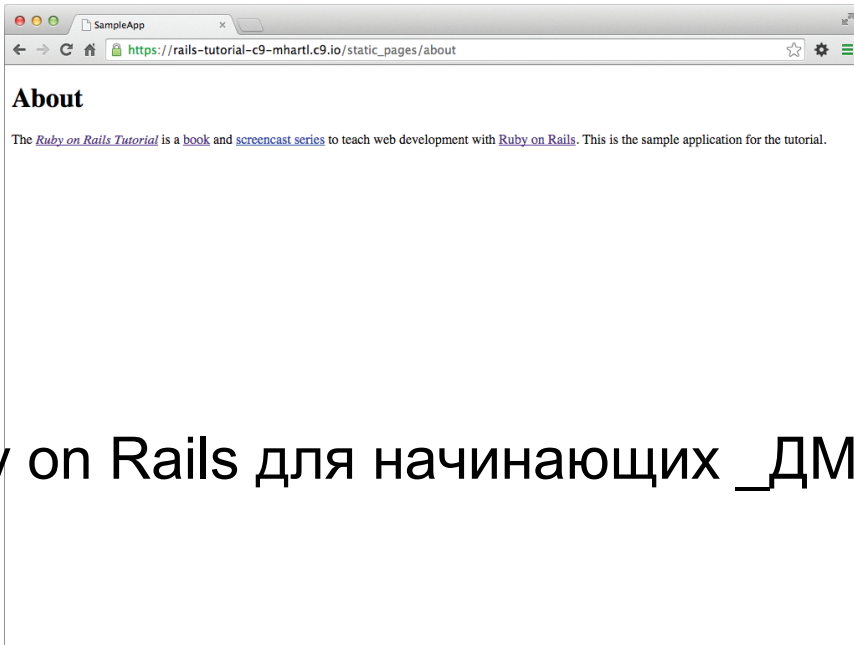 SampleApp
https://rails-tutorial-c9-mhartl.c9.io/static_pages/about
About
The Ruby on Rails Tutorial is a book and screencast series to teach web development with Ruby on Rails. This is the sample application for the tutorial.
y on Rails для начинающих _ДМ